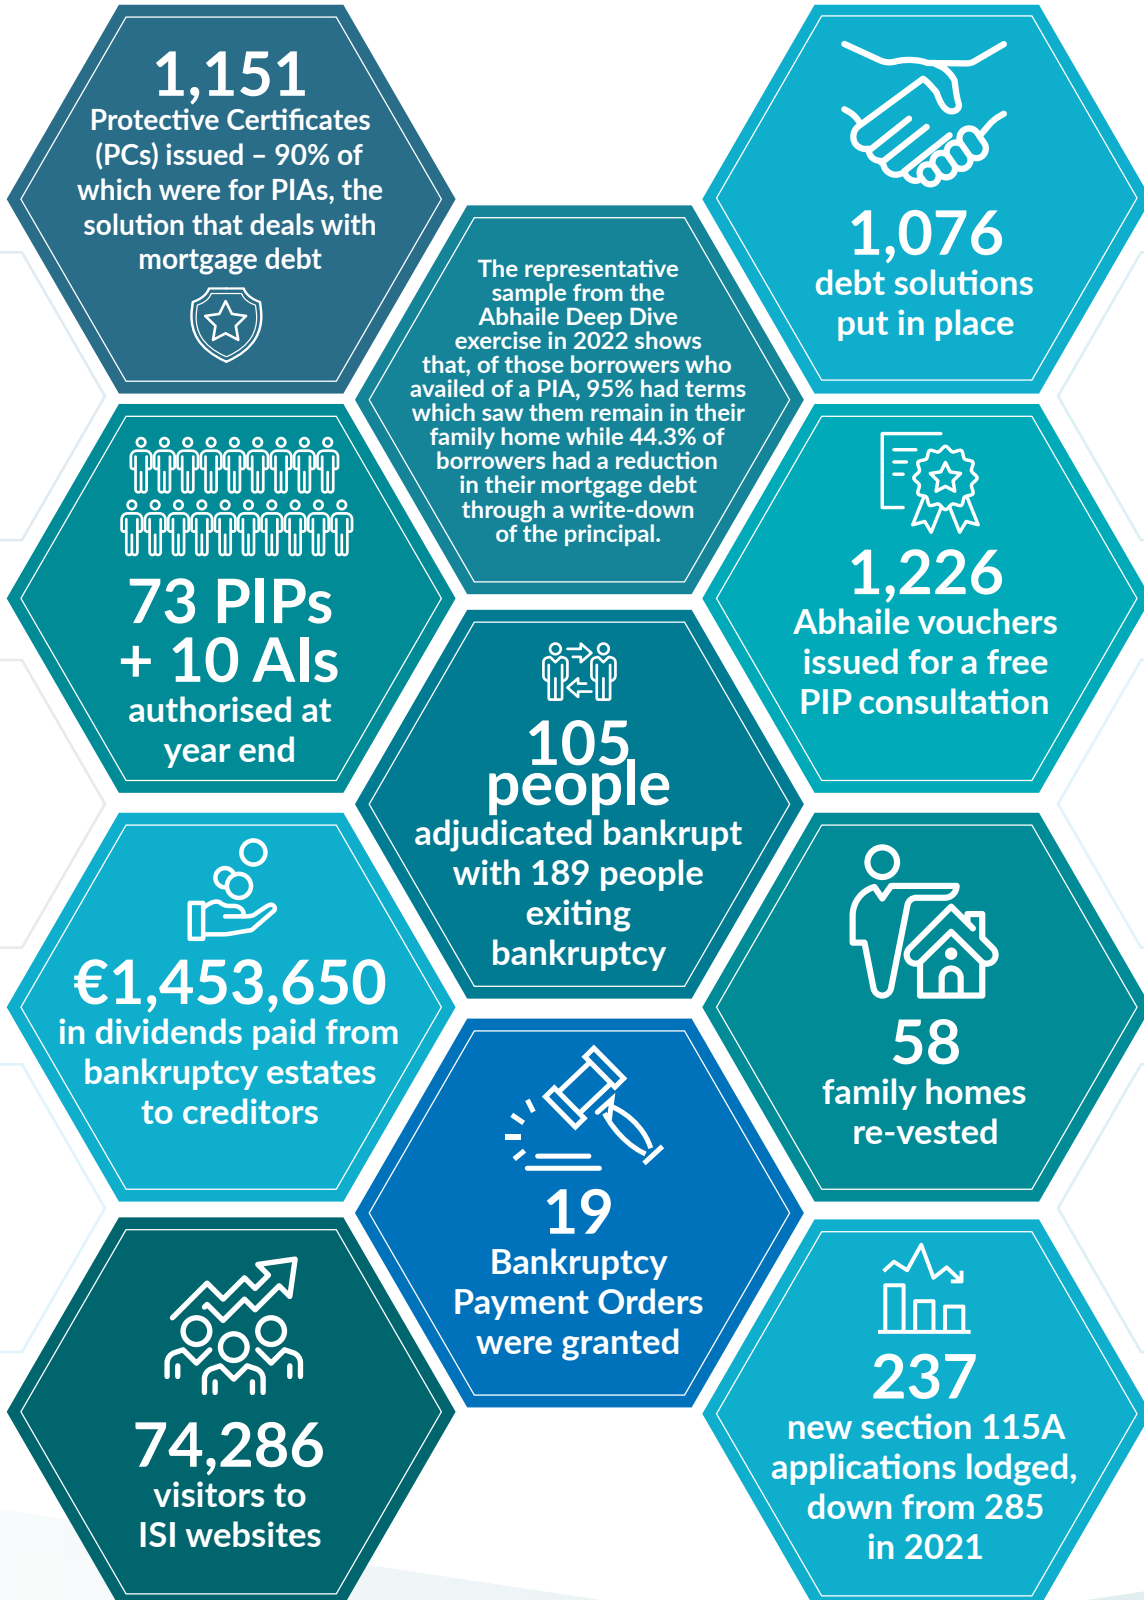 1,151
Protective Certificates
(PCs) issued – 90% of
which were for PIAs, the
solution that deals with
mortgage debt
1,076
debt solutions
put in place
The representative
sample from the
Abhaile Deep Dive
exercise in 2022 shows
that, of those borrowers who
availed of a PIA, 95% had terms
which saw them remain in their
family home while 44.3% of
borrowers had a reduction
in their mortgage debt
through a write-down
of the principal.
73 PIPs
+ 10 AIs
authorised at
year end
1,226
Abhaile vouchers
issued for a free
PIP consultation
105
people
adjudicated bankrupt
with 189 people
exiting
bankruptcy
€1,453,650
in dividends paid from
bankruptcy estates
to creditors
58
family homes
re-vested
19
Bankruptcy
Payment Orders
were granted
74,286
visitors to
ISI websites
237
new section 115A
applications lodged,
down from 285
in 2021